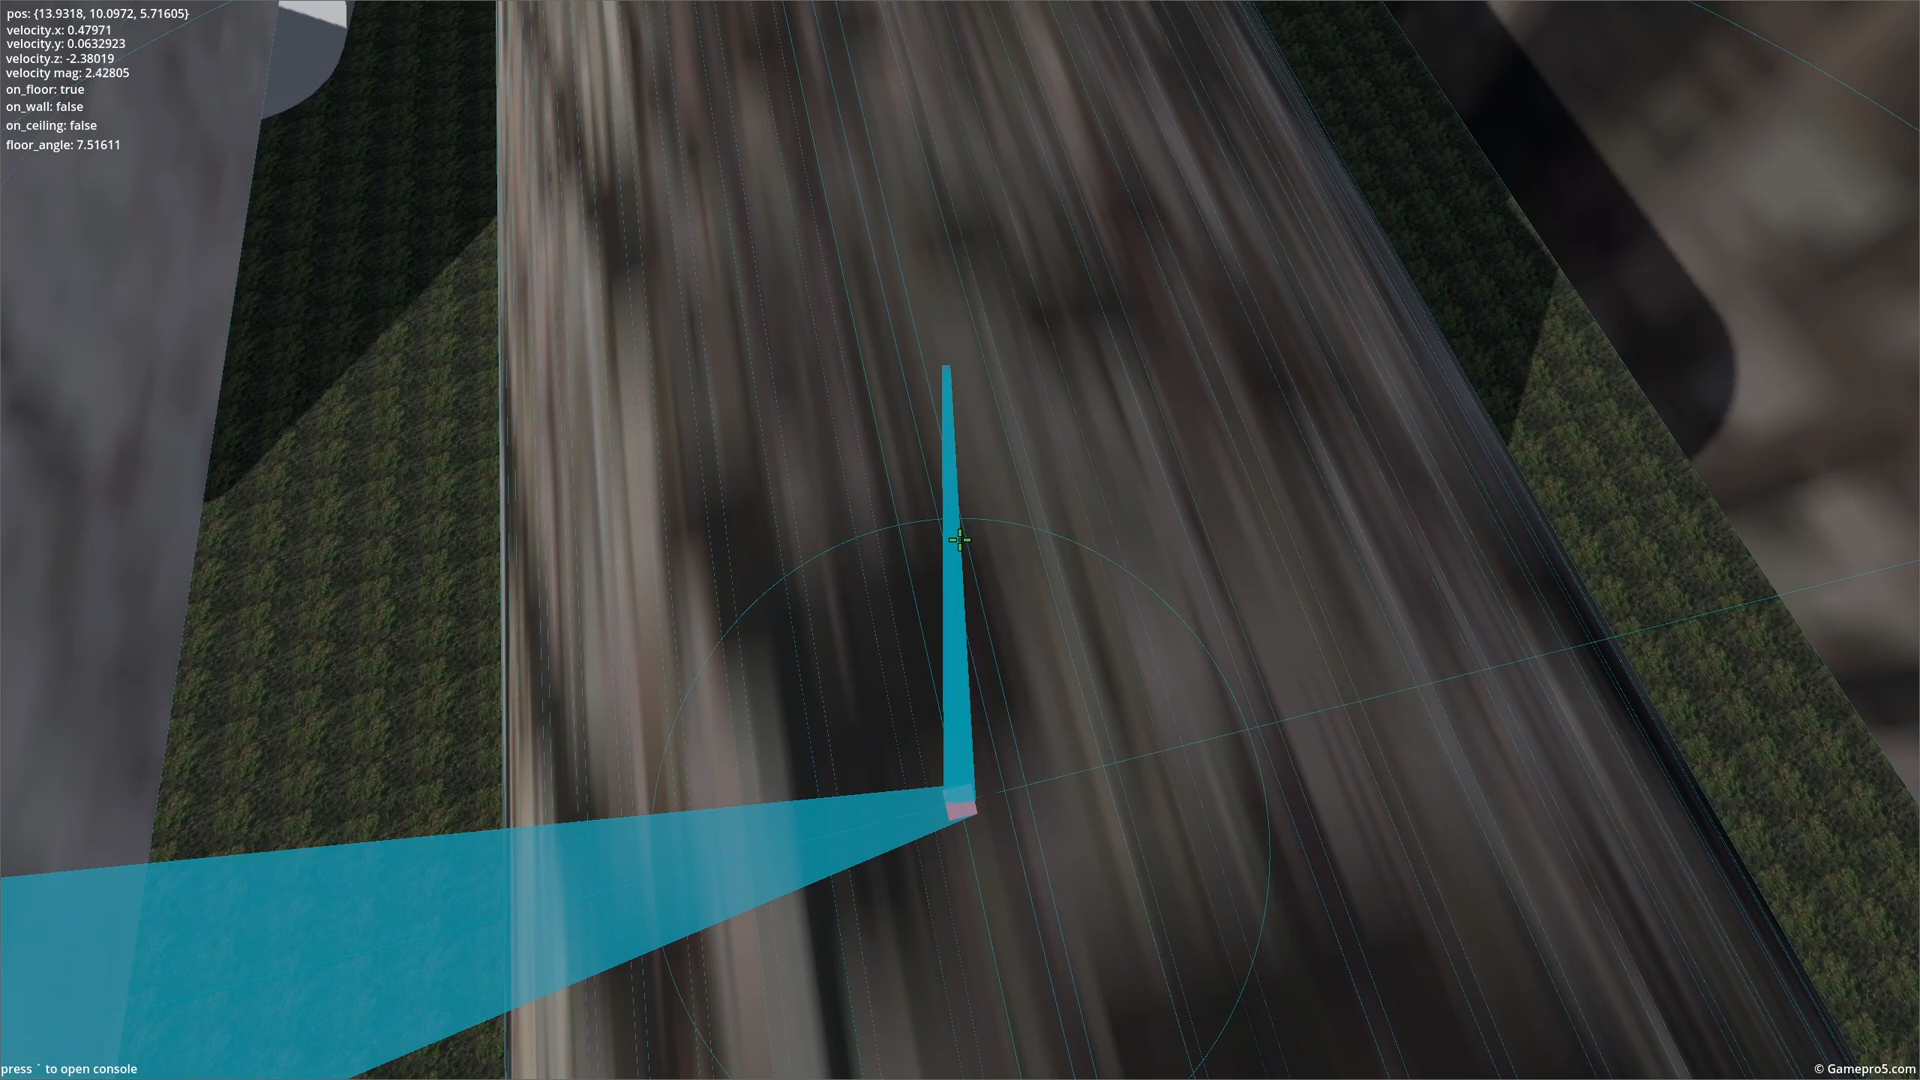 pos: {13.9318, 10.0972, 5.71605}
velocity.x: 0.47971
velocity.y: 0.0632923
velocity.z: -2.38019
velocity mag: 2.42805
on_floor: true
on_wall: false
on_ceiling: false
floor_angle: 7.51611
press ` to open console
© Gamepro5.com